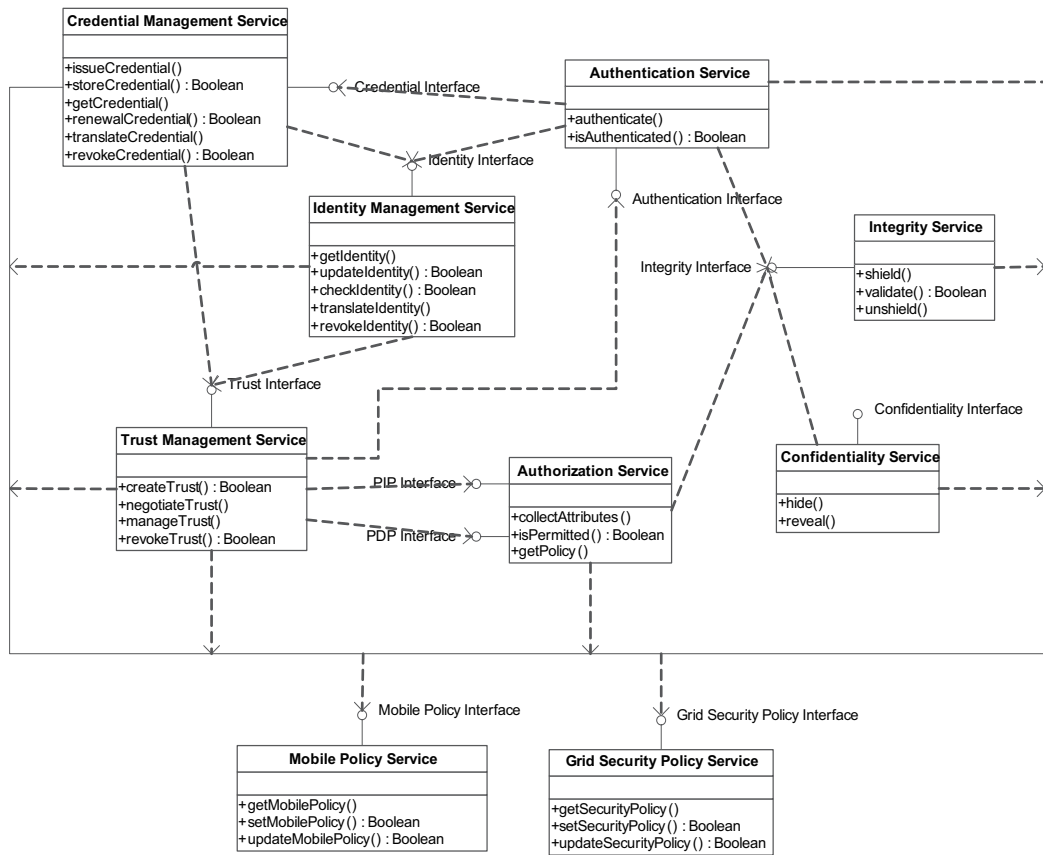 Credential Management Service
+issueCredential()
+storeCredential() : Boolean
+getCredential()
+renewalCredential() : Boolean
+translateCredential()
+revokeCredential() : Boolean
Credential Interface
Authentication Service
+authenticate()
+isAuthenticated() : Boolean
Identity Interface
Authentication Interface
Identity Management Service
+getIdentity()
+updateIdentity() : Boolean
+checkIdentity() : Boolean
+translateIdentity()
+revokeIdentity() : Boolean
Integrity Interface
Integrity Service
+shield()
+validate() : Boolean
+unshield()
Trust Interface
Confidentiality Interface
Trust Management Service
+createTrust() : Boolean
+negotiateTrust()
+manageTrust()
+revokeTrust() : Boolean
PIP Interface
PDP Interface
Authorization Service
+collectAttributes()
+isPermitted() : Boolean
+getPolicy()
Confidentiality Service
+hide()
+reveal()
Mobile Policy Interface
Grid Security Policy Interface
Mobile Policy Service
+getMobilePolicy()
+setMobilePolicy() : Boolean
+updateMobilePolicy() : Boolean
Grid Security Policy Service
+getSecurityPolicy()
+setSecurityPolicy() : Boolean
+updateSecurityPolicy() : Boolean